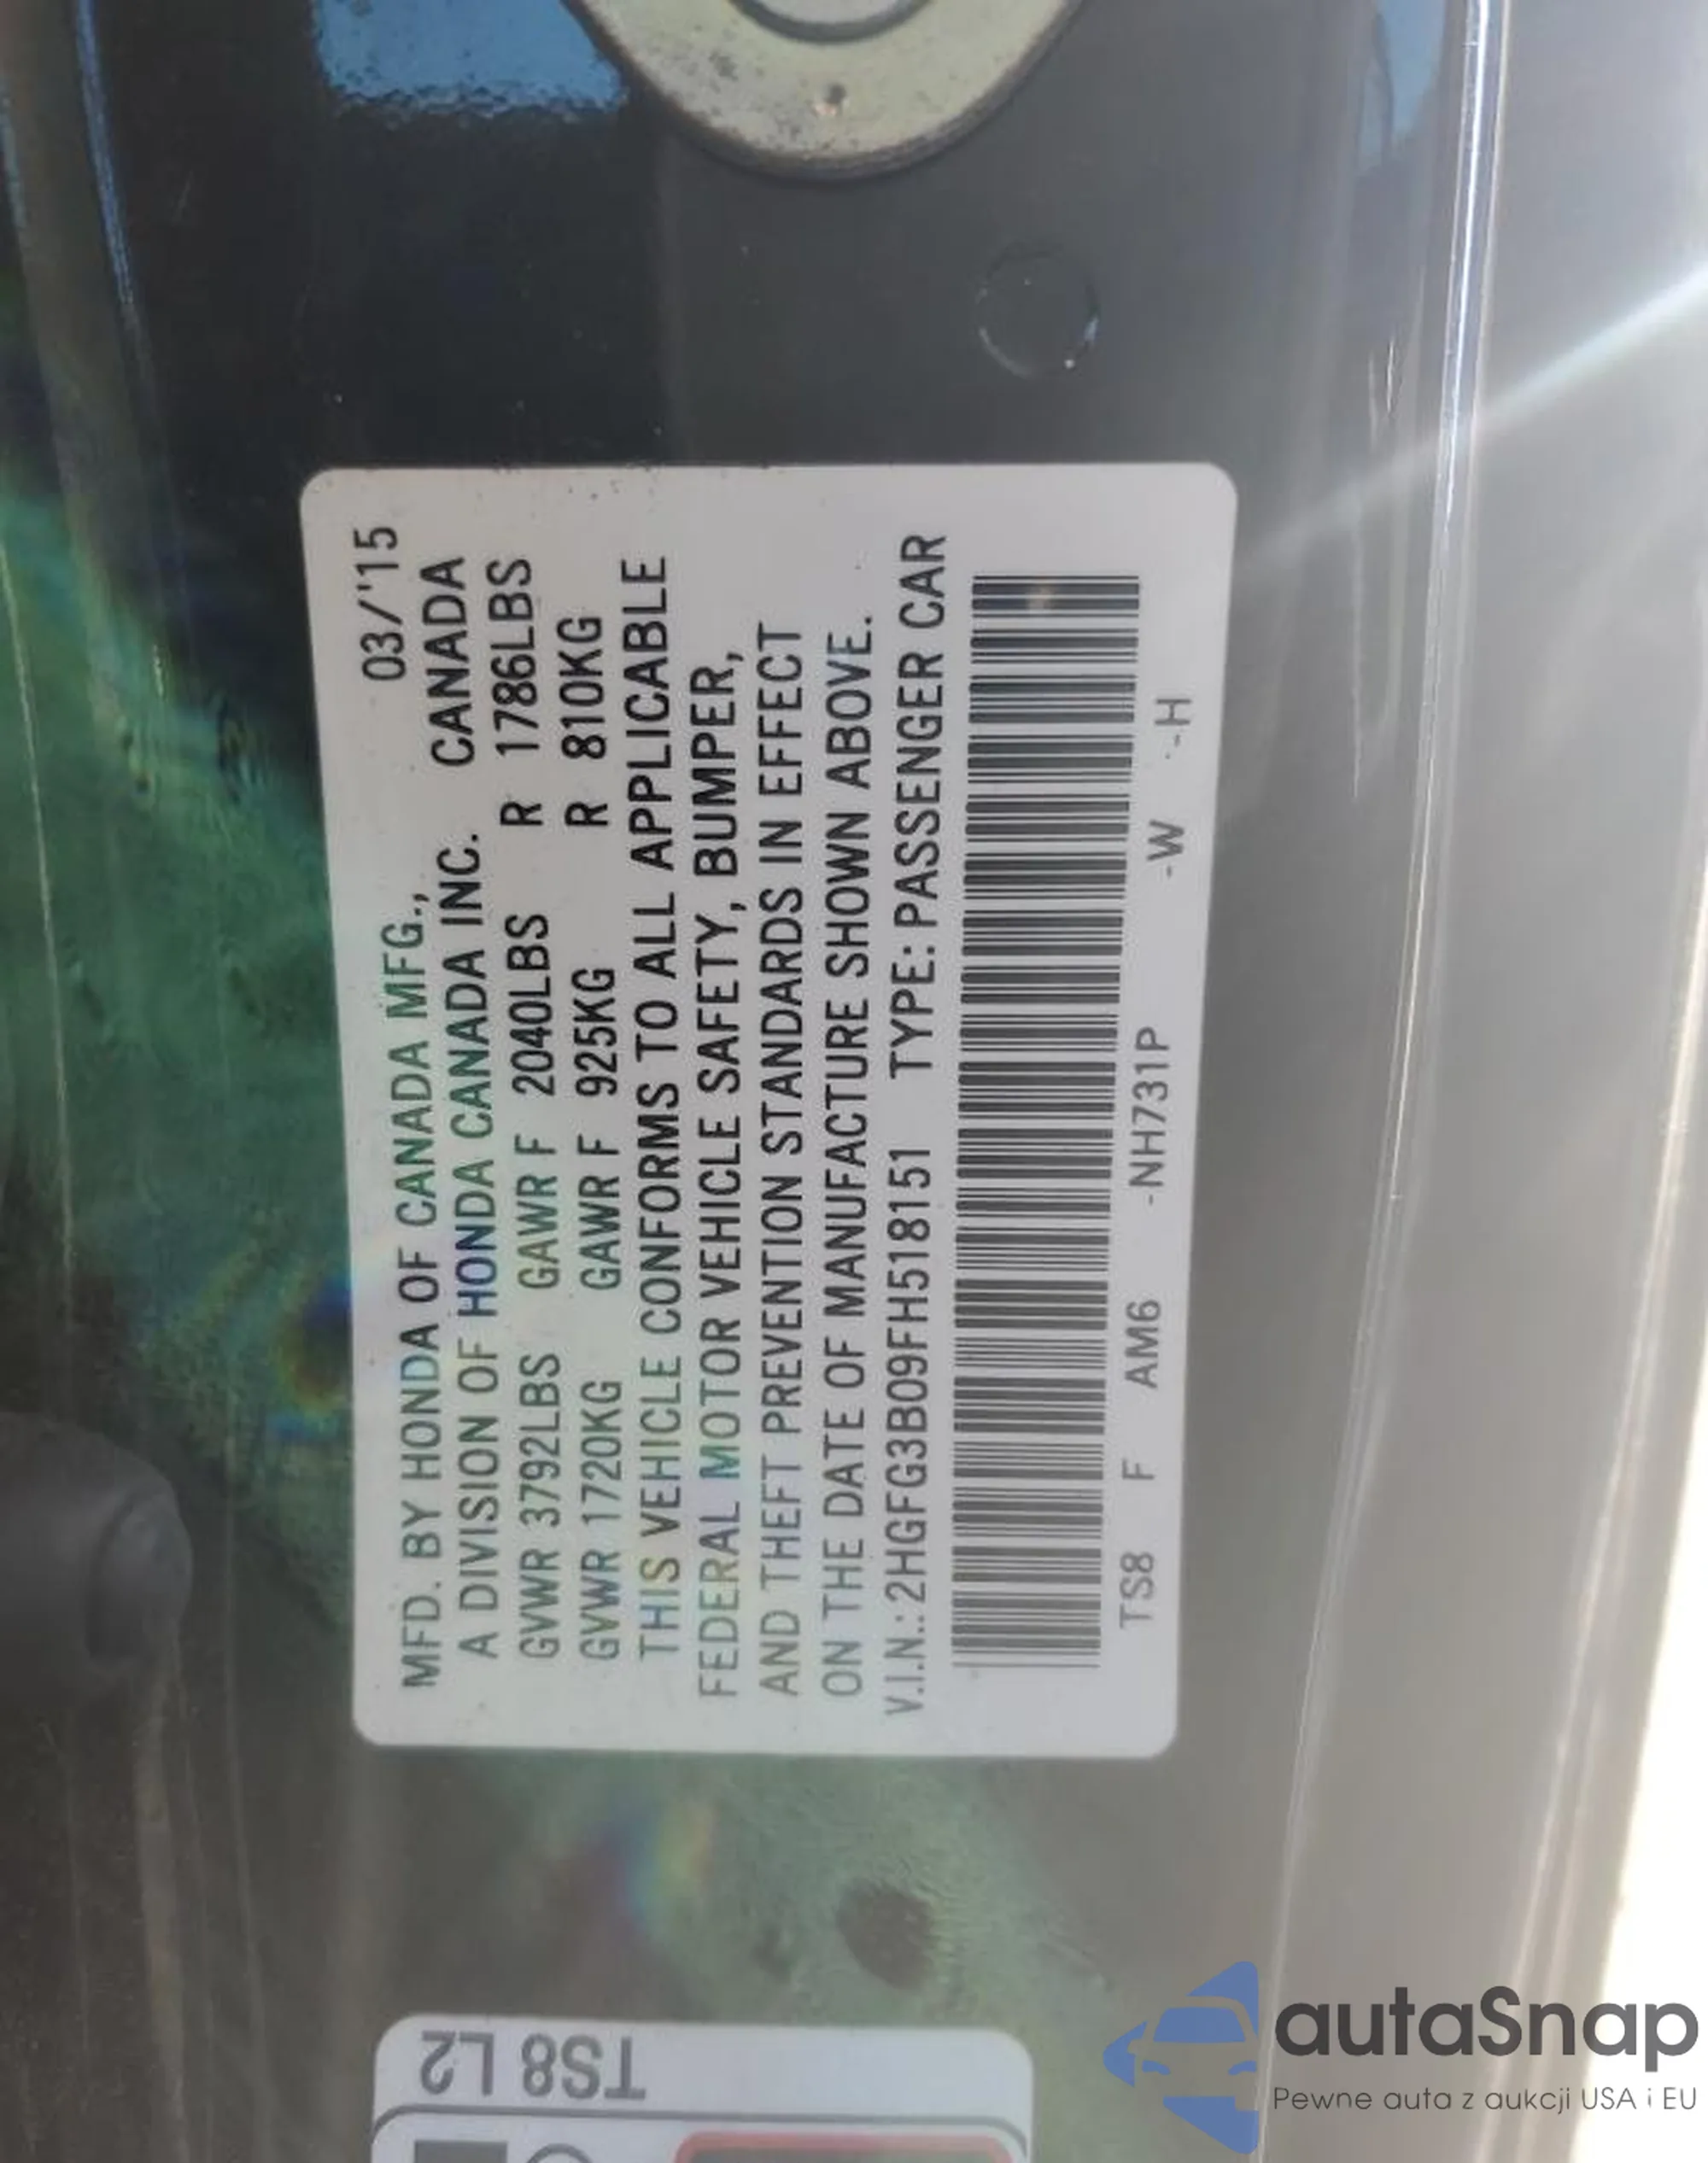 03/'15
MFD. BY HONDA OF CANADA MFG.,
A DIVISION OF HONDA CANADA INC. CANADA
GVWR 3792LBS GAWR F 2040LBS R 1786LBS
GVWR 1720KG GAWR F 925KG R 810KG
THIS VEHICLE CONFORMS TO ALL APPLICABLE
FEDERAL MOTOR VEHICLE SAFETY, BUMPER,
AND THEFT PREVENTION STANDARDS IN EFFECT
ON THE DATE OF MANUFACTURE SHOWN ABOVE.
V.I.N.: 2HGFG3B09FH518151 TYPE: PASSENGER CAR
TS8 F AM6 -NH731P -W -H
TS8 L2
autaSnap
Pewne auta z aukcji USA i EU